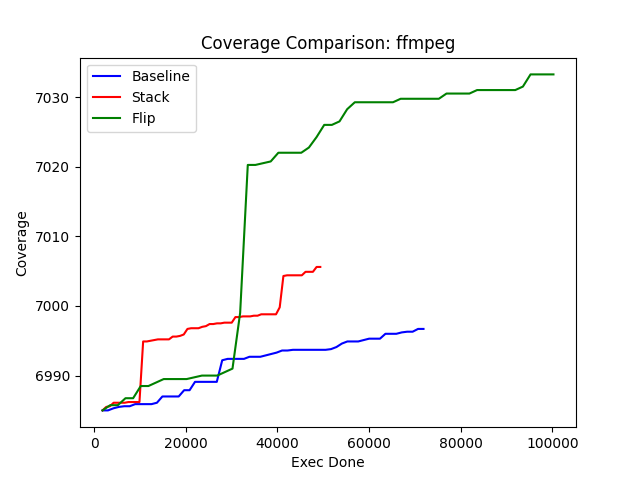 Coverage Comparison: ffmpeg
Baseline
Stack
Flip
7030
7020
7010
7000
6990
Coverage
0 20000 40000 60000 80000 100000
Exec Done